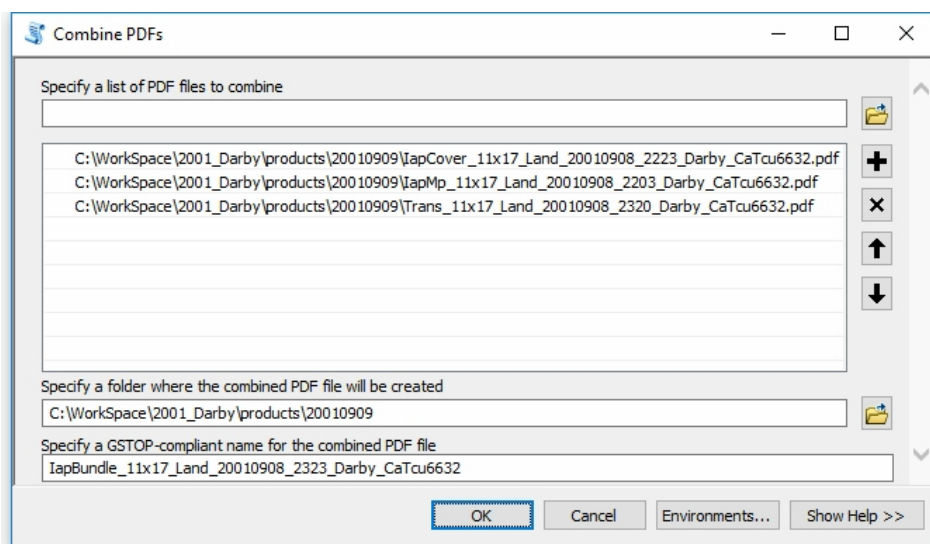 Combine PDFs
Specify a list of PDF files to combine
C:\WorkSpace\2001_Darby\products\20010909\IapCover_11x17_Land_20010908_2223_Darby_CaTcu6632.pdf
C:\WorkSpace\2001_Darby\products\20010909\IapMp_11x17_Land_20010908_2203_Darby_CaTcu6632.pdf
C:\WorkSpace\2001_Darby\products\20010909\Trans_11x17_Land_20010908_2320_Darby_CaTcu6632.pdf
Specify a folder where the combined PDF file will be created
C:\WorkSpace\2001_Darby\products\20010909
Specify a GSTOP-compliant name for the combined PDF file
IapBundle_11x17_Land_20010908_2323_Darby_CaTcu6632
OK Cancel Environments... Show Help >>